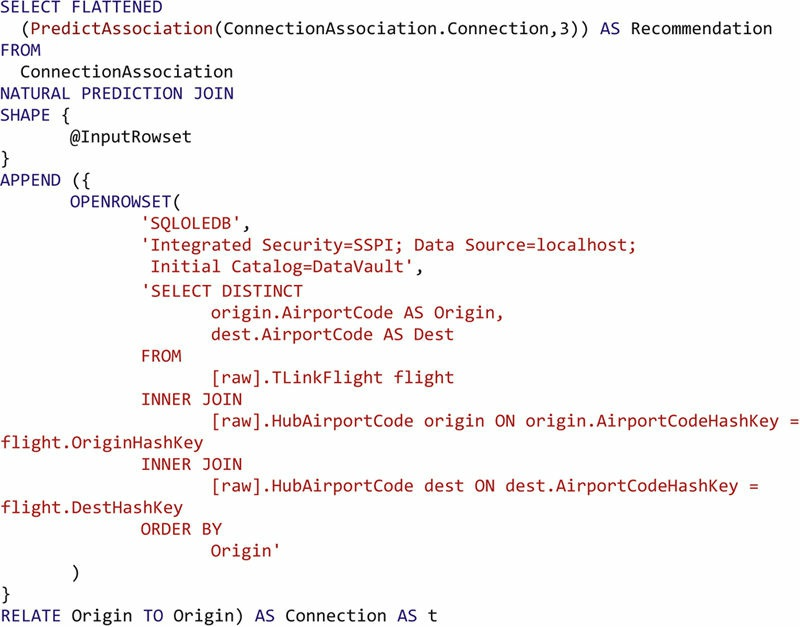 SELECT FLATTENED
(PredictAssociation(ConnectionAssociation.Connection,3)) AS Recommendation
FROM
ConnectionAssociation
NATURAL PREDICTION JOIN
SHAPE {
@InputRowset
}
APPEND ({
OPENROWSET(
'SQLOLEDB',
'Integrated Security=SSPI; Data Source=localhost;
Initial Catalog=DataVault',
'SELECT DISTINCT
origin.AirportCode AS Origin,
dest.AirportCode AS Dest
FROM
[raw].TLinkFlight flight
INNER JOIN
[raw].HubAirportCode origin ON origin.AirportCodeHashKey =
flight.OriginHashKey
INNER JOIN
[raw].HubAirportCode dest ON dest.AirportCodeHashKey =
flight.DestHashKey
ORDER BY
Origin'
)
}
RELATE Origin TO Origin) AS Connection AS t